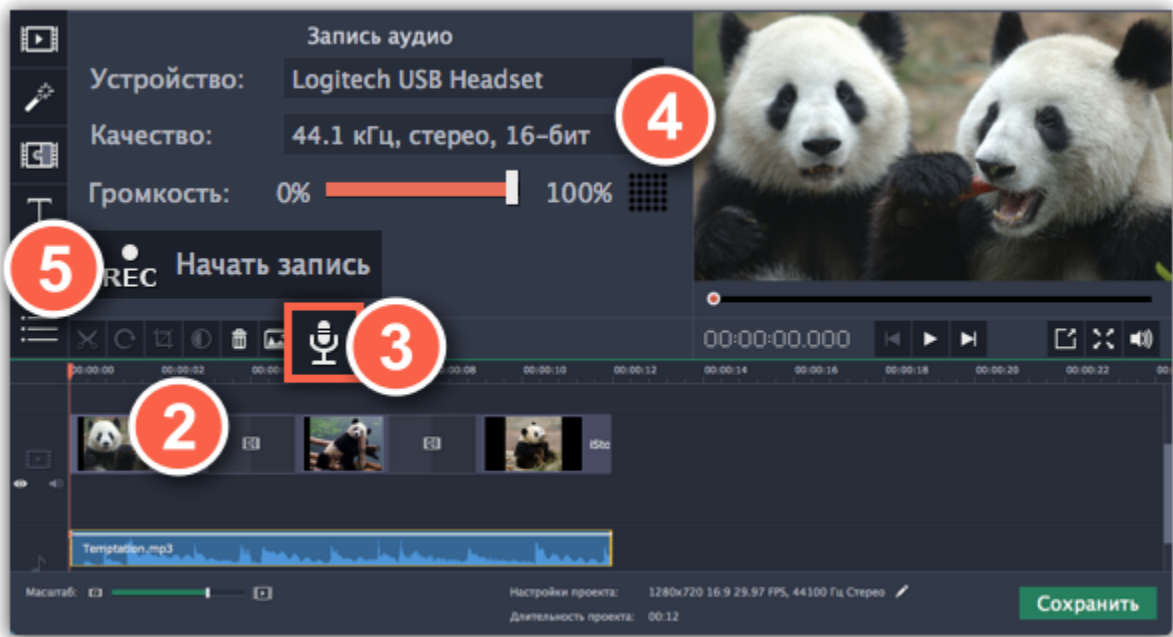 Запись аудио
Устройство: Logitech USB Headset
Качество: 44.1 кГц, стерео, 16-бит
4
Громкость: 0% 100%
T
5
REC Начать запись
3
00:00:00.000
00:00:00 00:00:02 00:00:08 00:00:10 00:00:12 00:00:14 00:00:16 00:00:18 00:00:20 00:00:22
2
iSto
Temptation.mp3
Масштаб:
Настройки проекта: 1280x720 16:9 29.97 FPS, 44100 Гц Стерео
Длительность проекта: 00:12
Сохранить